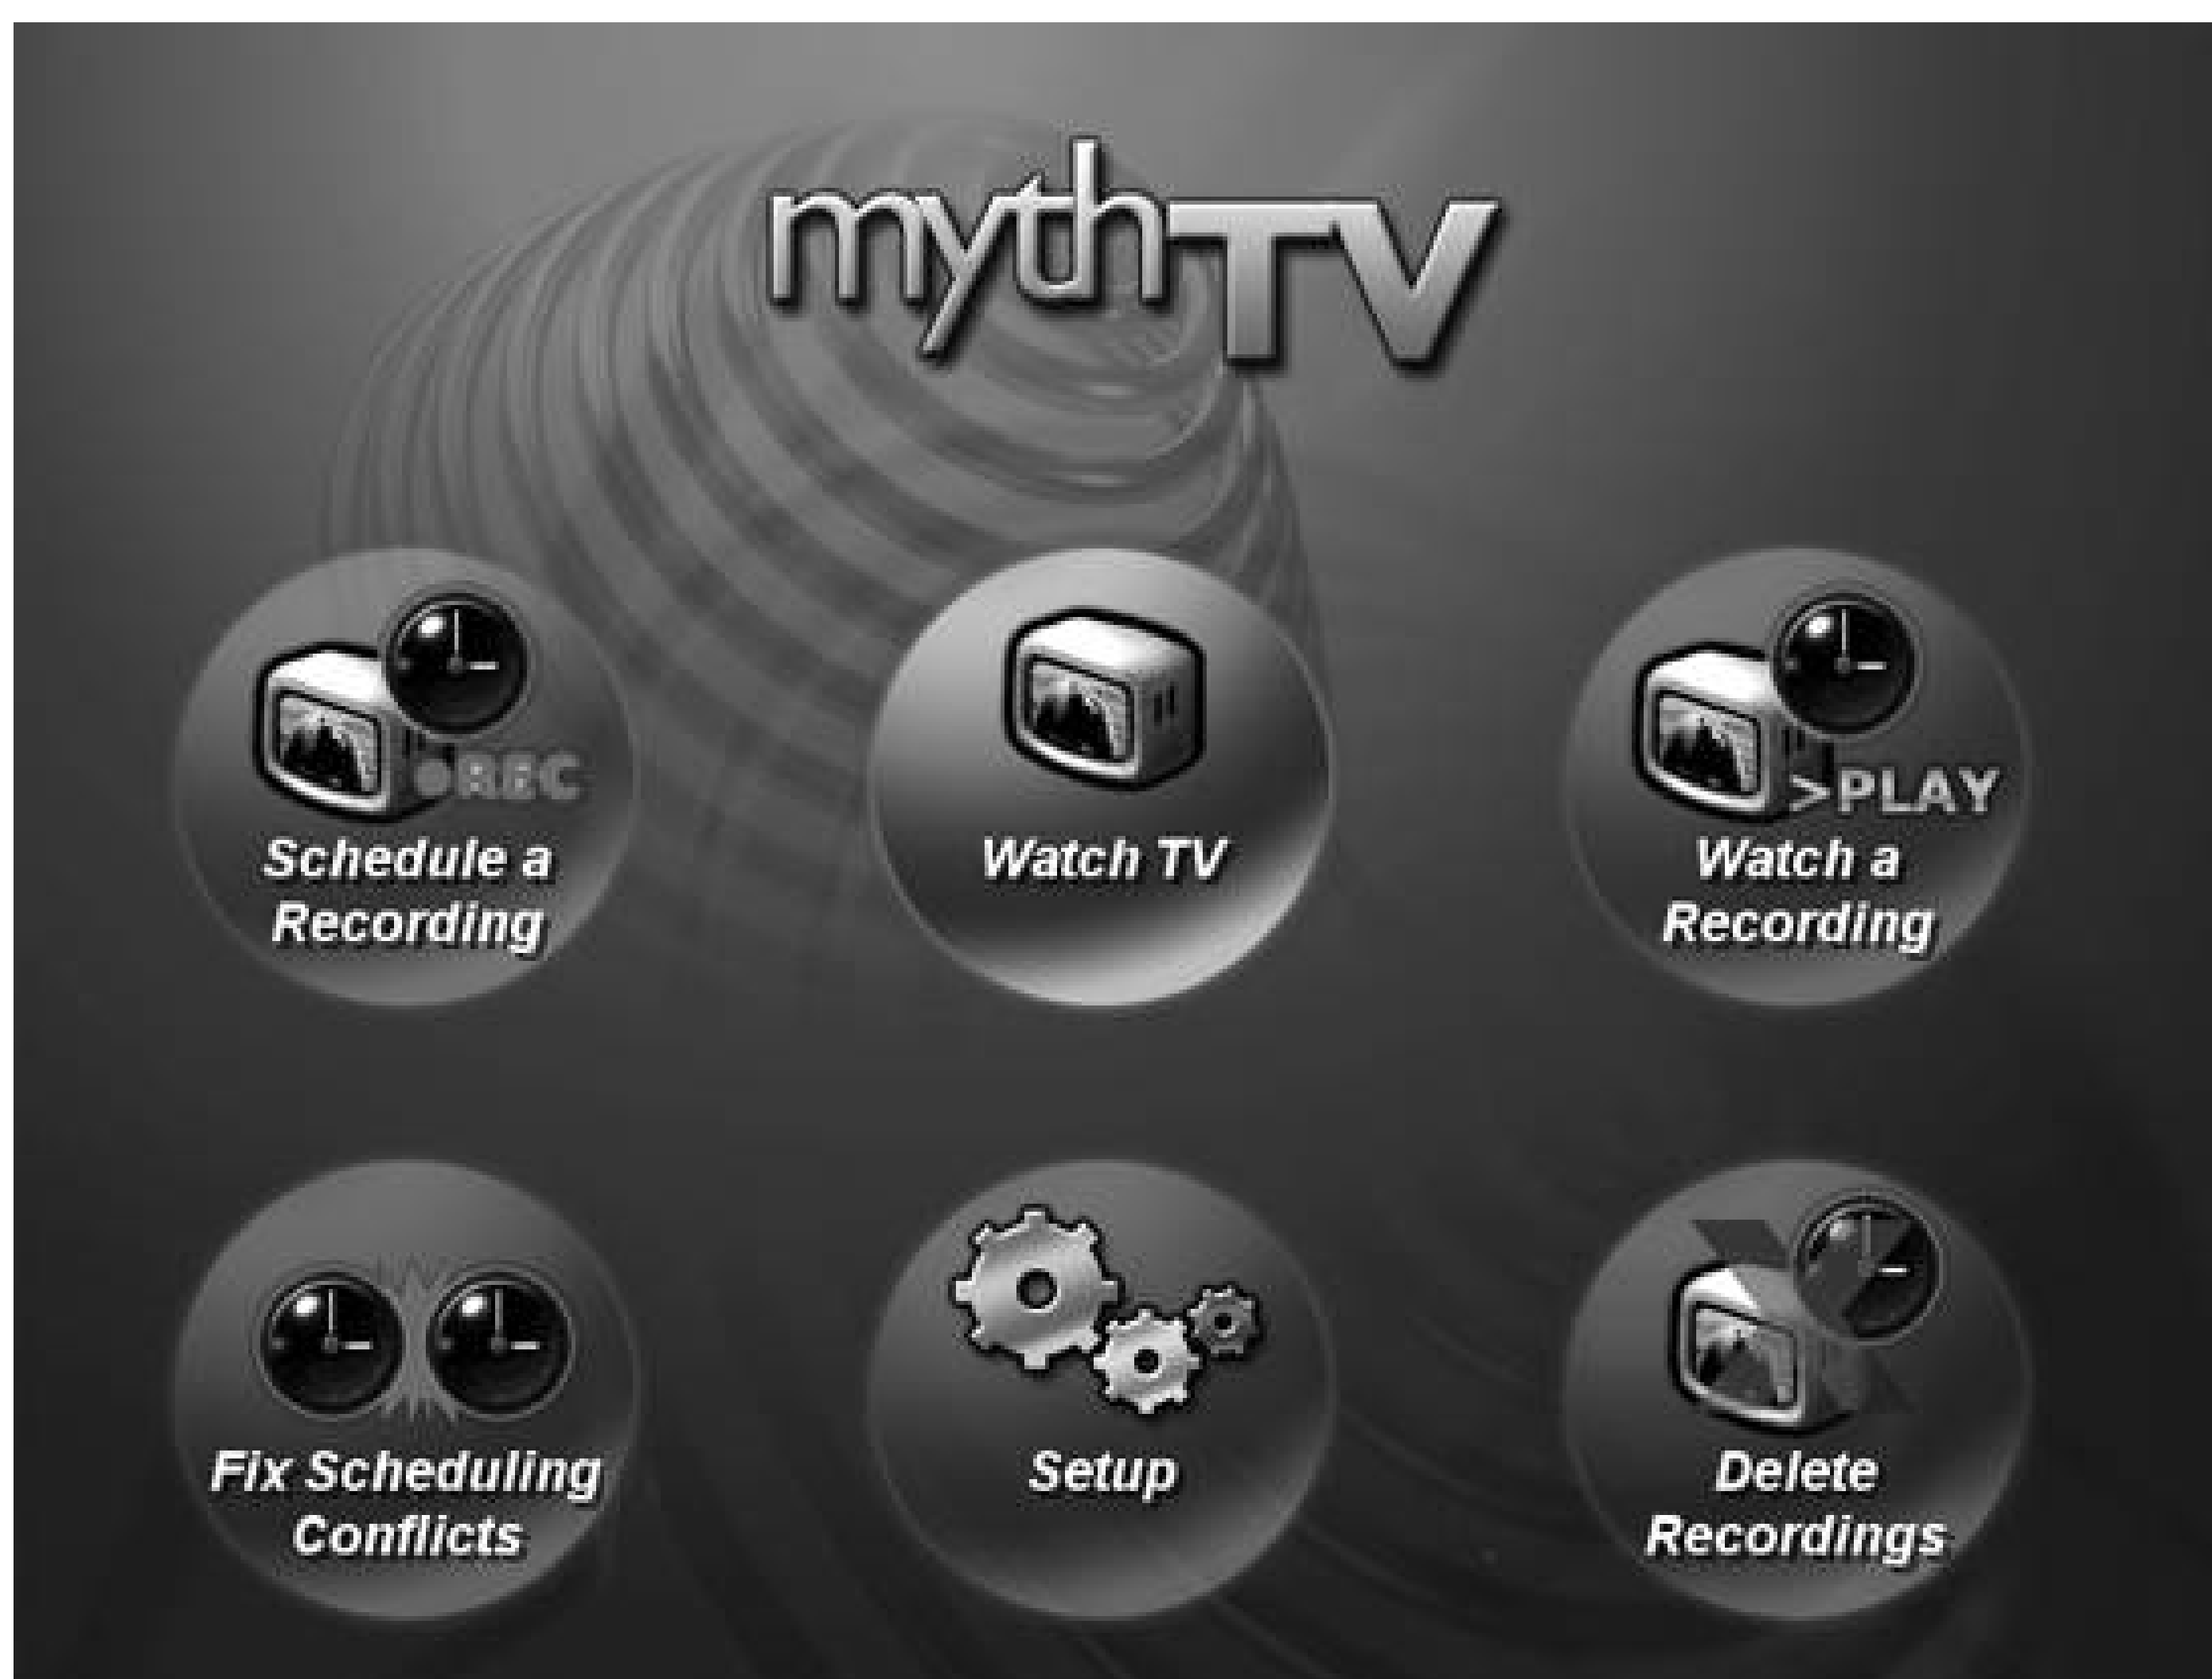 mythTV
REC
Schedule a
Recording
Watch TV
>PLAY
Watch a
Recording
Fix Scheduling
Conflicts
Setup
Delete
Recordings